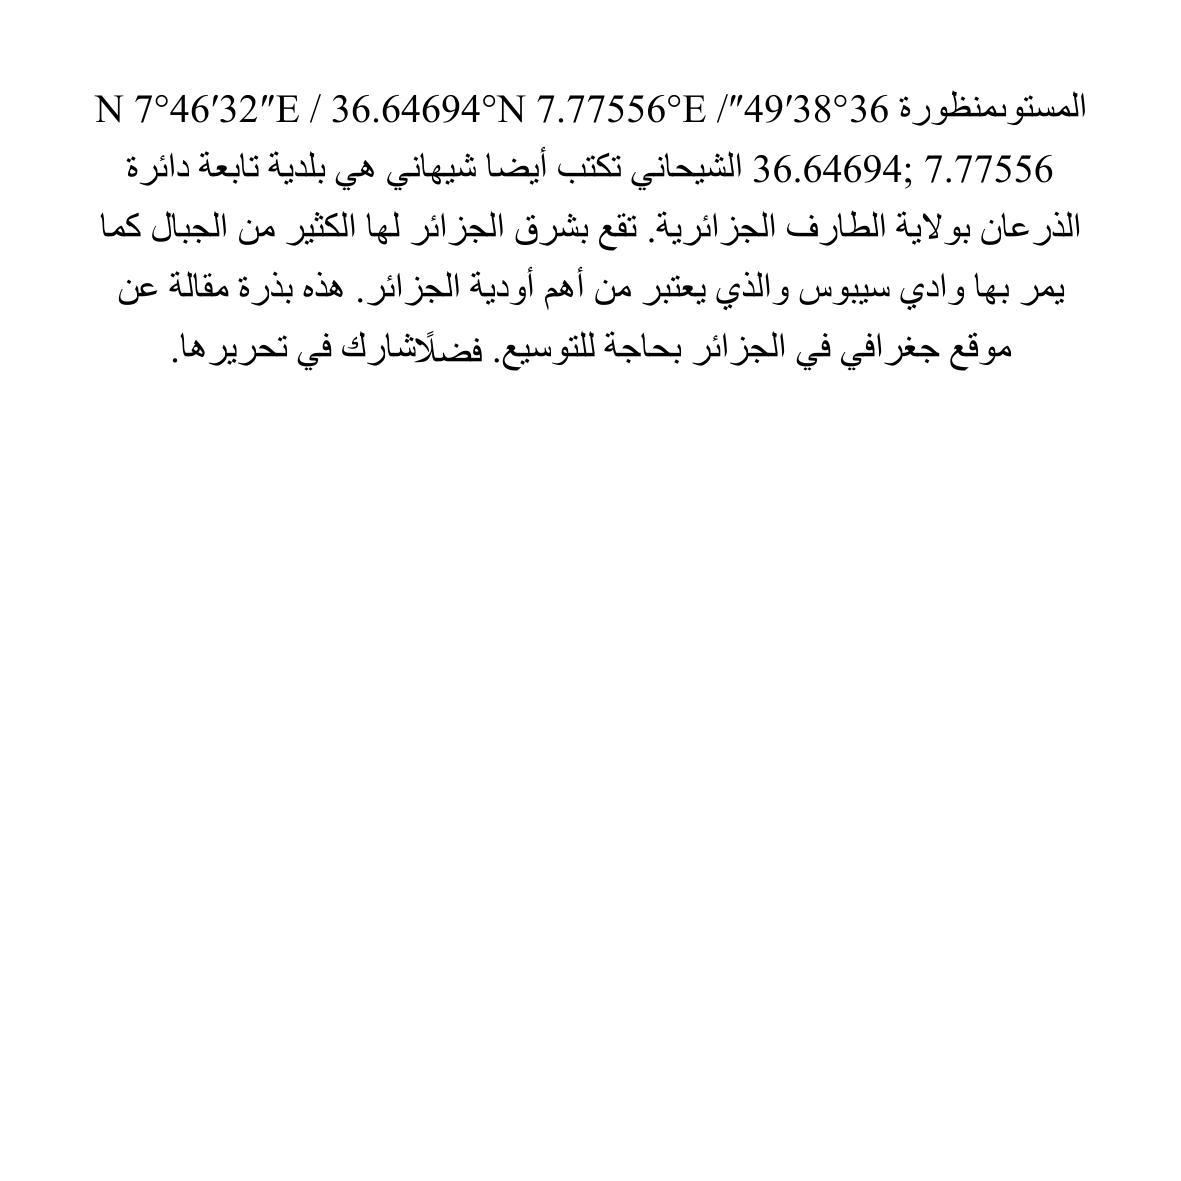 المستوىمنظورة 36°38′49″N 7°46′32″E / 36.64694°N 7.77556°E /
36.64694; 7.77556 الشيحاني تكتب أيضا شيهاني هي بلدية تابعة دائرة
الذرعان بولاية الطارف الجزائرية. تقع بشرق الجزائر لها الكثير من الجبال كما
يمر بها وادي سيبوس والذي يعتبر من أهم أودية الجزائر. هذه بذرة مقالة عن
موقع جغرافي في الجزائر بحاجة للتوسيع. فضلًاشارك في تحريرها.